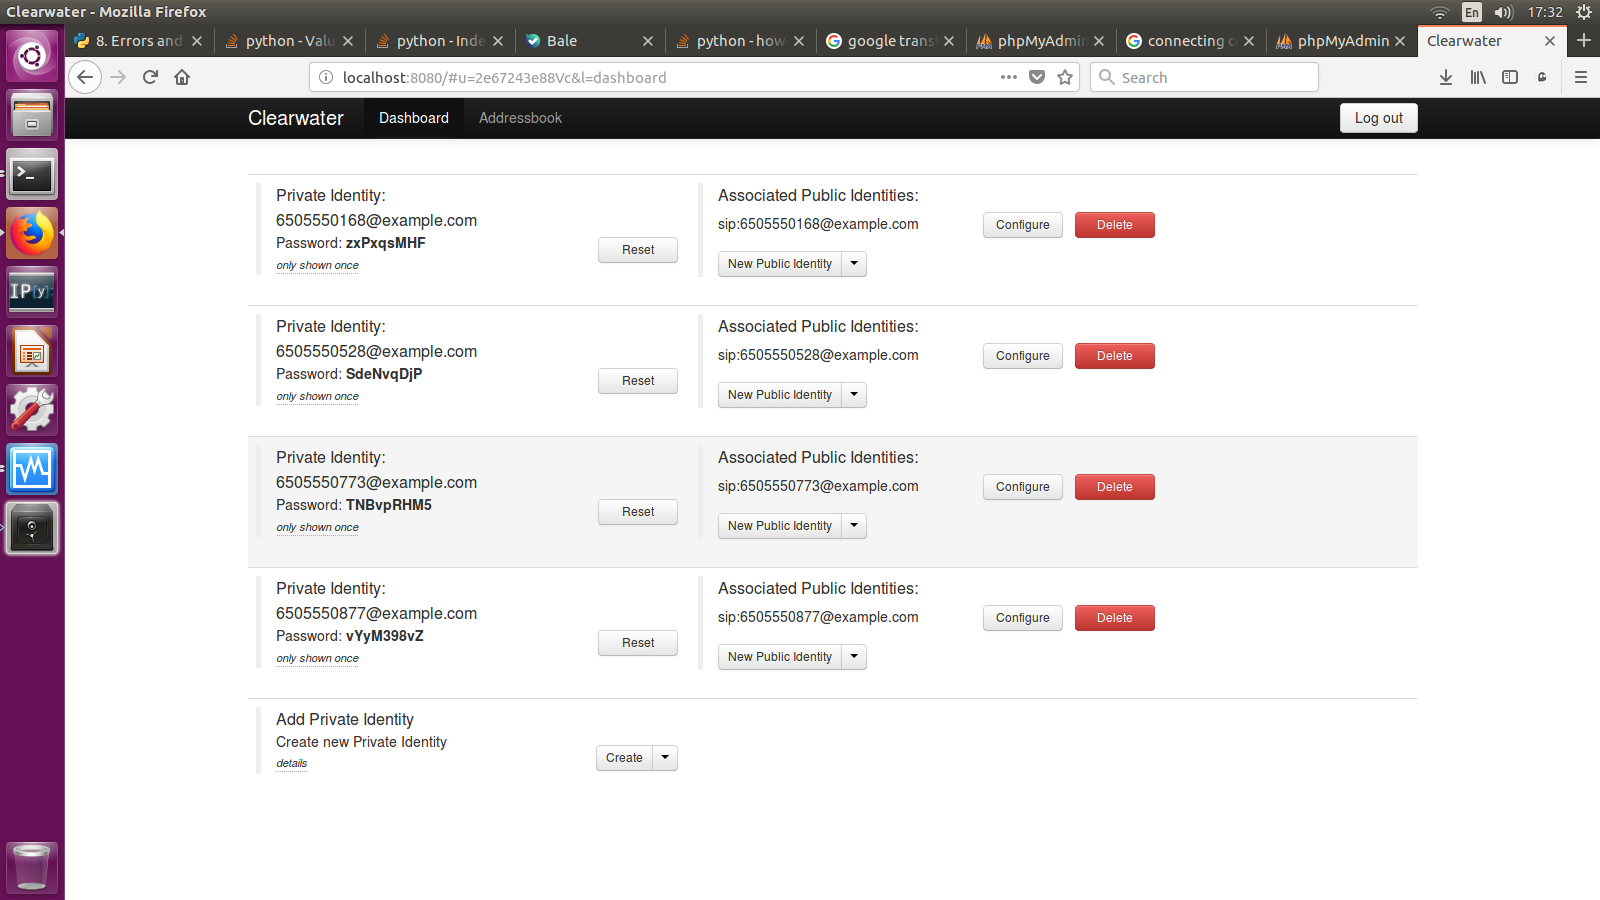 Clearwater - Mozilla Firefox
En
17:32
8. Errors and
python - Valu
python - Inde
Bale
python - how
google transl
phpMyAdmin
connecting c
phpMyAdmin
Clearwater
localhost:8080/#u=2e67243e88Vc&l=dashboard
Search
Clearwater
Dashboard
Addressbook
Log out
Private Identity:
6505550168@example.com
Password: zxPxqsMHF
only shown once
Reset
Associated Public Identities:
sip:6505550168@example.com
Configure
Delete
New Public Identity
Private Identity:
6505550528@example.com
Password: SdeNvqDjP
only shown once
Reset
Associated Public Identities:
sip:6505550528@example.com
Configure
Delete
New Public Identity
Private Identity:
6505550773@example.com
Password: TNBvpRHM5
only shown once
Reset
Associated Public Identities:
sip:6505550773@example.com
Configure
Delete
New Public Identity
Private Identity:
6505550877@example.com
Password: vYyM398vZ
only shown once
Reset
Associated Public Identities:
sip:6505550877@example.com
Configure
Delete
New Public Identity
Add Private Identity
Create new Private Identity
details
Create
IP[y]: